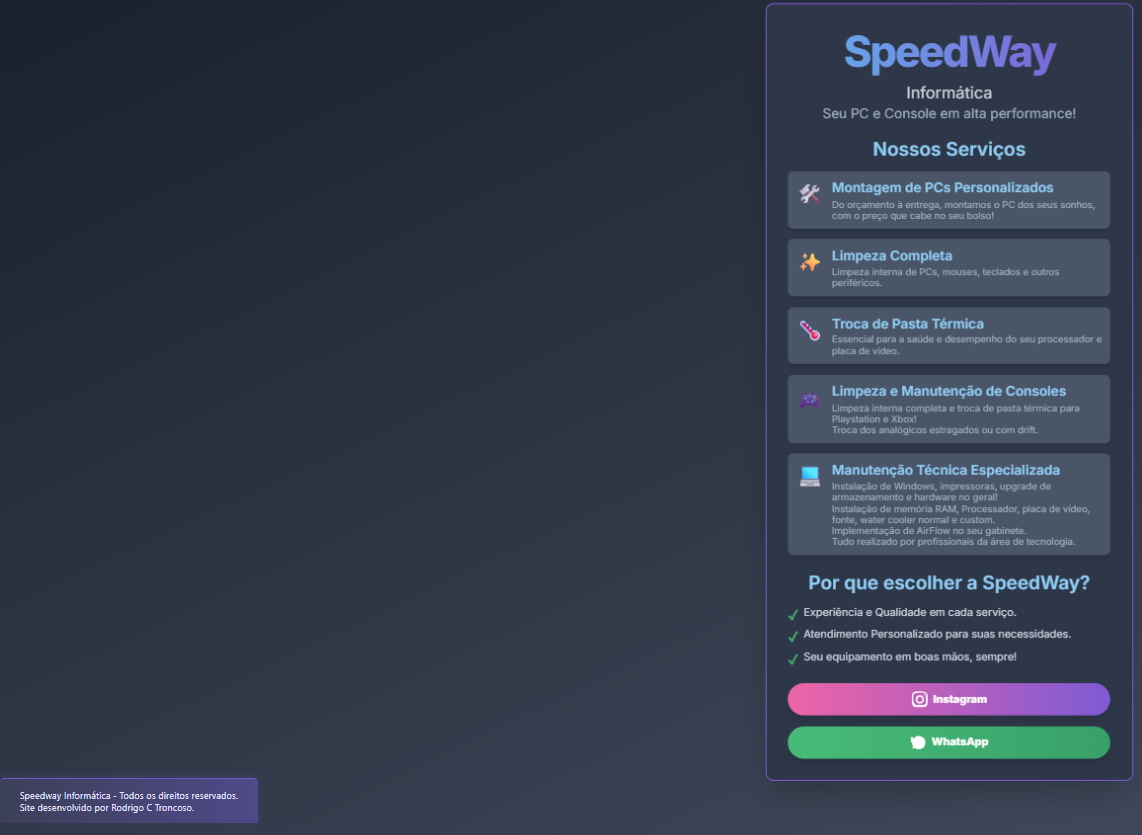 SpeedWay
Informática
Seu PC e Console em alta performance!
Nossos Serviços
Montagem de PCs Personalizados
Do orçamento à entrega, montamos o PC dos seus sonhos,
com o preço que cabe no seu bolso!
Limpeza Completa
Limpeza interna de PCs, mouses, teclados e outros
periféricos.
Troca de Pasta Térmica
Essencial para a saúde e desempenho do seu processador e
placa de vídeo.
Limpeza e Manutenção de Consoles
Limpeza interna completa e troca de pasta térmica para
Playstation e Xbox!
Troca dos analógicos estragados ou com drift.
Manutenção Técnica Especializada
Instalação de Windows, impressoras, upgrade de
armazenamento e hardware no geral!
Instalação de memória RAM, Processador, placa de vídeo,
fonte, water cooler normal e custom.
Implementação de AirFlow no seu gabinete.
Tudo realizado por profissionais da área de tecnologia.
Por que escolher a SpeedWay?
Experiência e Qualidade em cada serviço.
Atendimento Personalizado para suas necessidades.
Seu equipamento em boas mãos, sempre!
Instagram
WhatsApp
Speedway Informática - Todos os direitos reservados.
Site desenvolvido por Rodrigo C Troncoso.